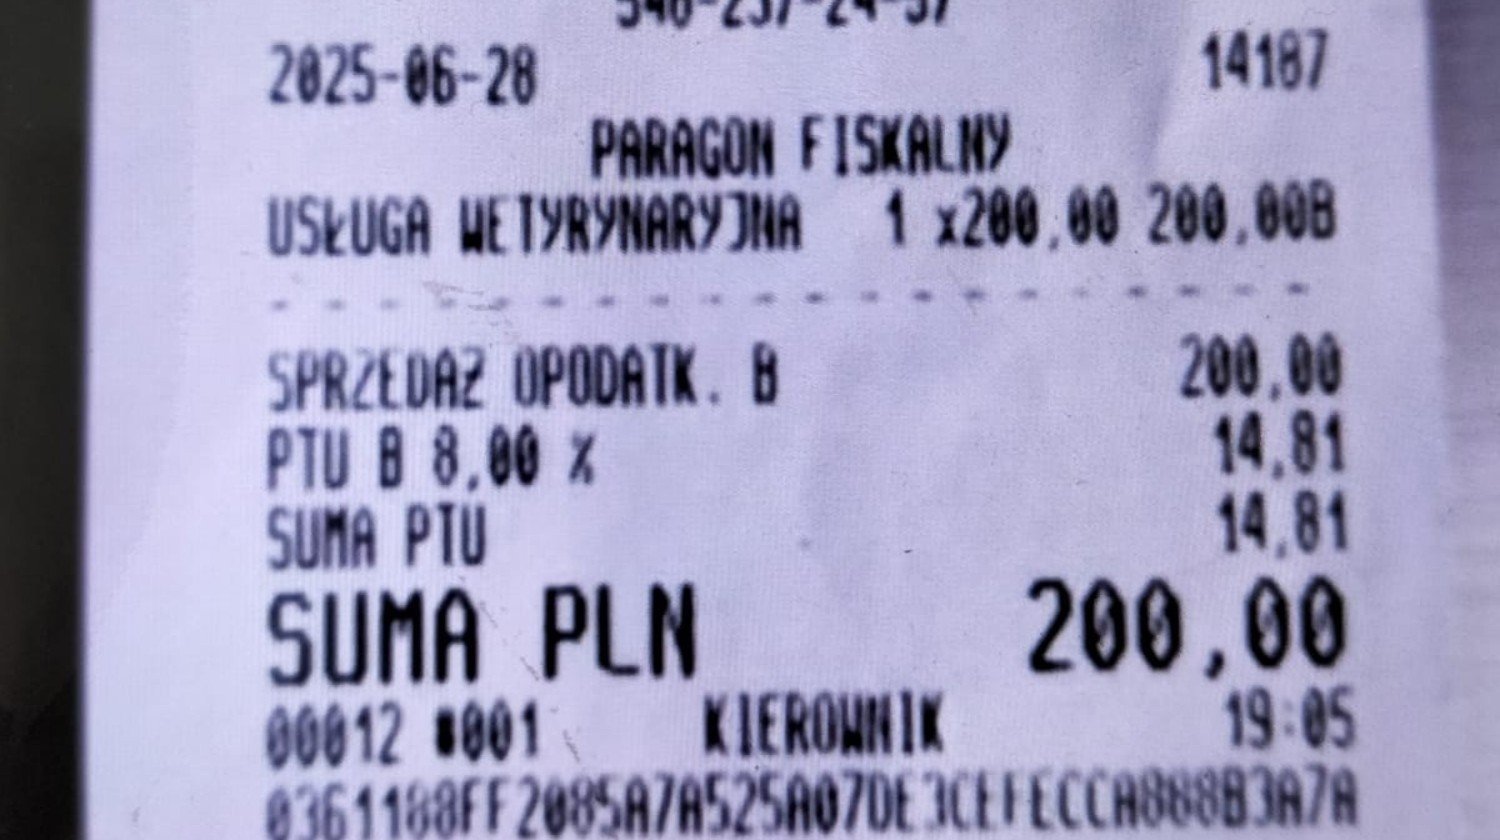 2025-06-28 14187
PARAGON FISKALNY
USŁUGA WETYRYNARYJNA 1 x200,00 200,00B
SPRZEDAŻ OPODATK. B 200,00
PTU B 8,00 % 14,81
SUMA PTU 14,81
SUMA PLN 200,00
00012 #001 KIEROWNIK 19:05